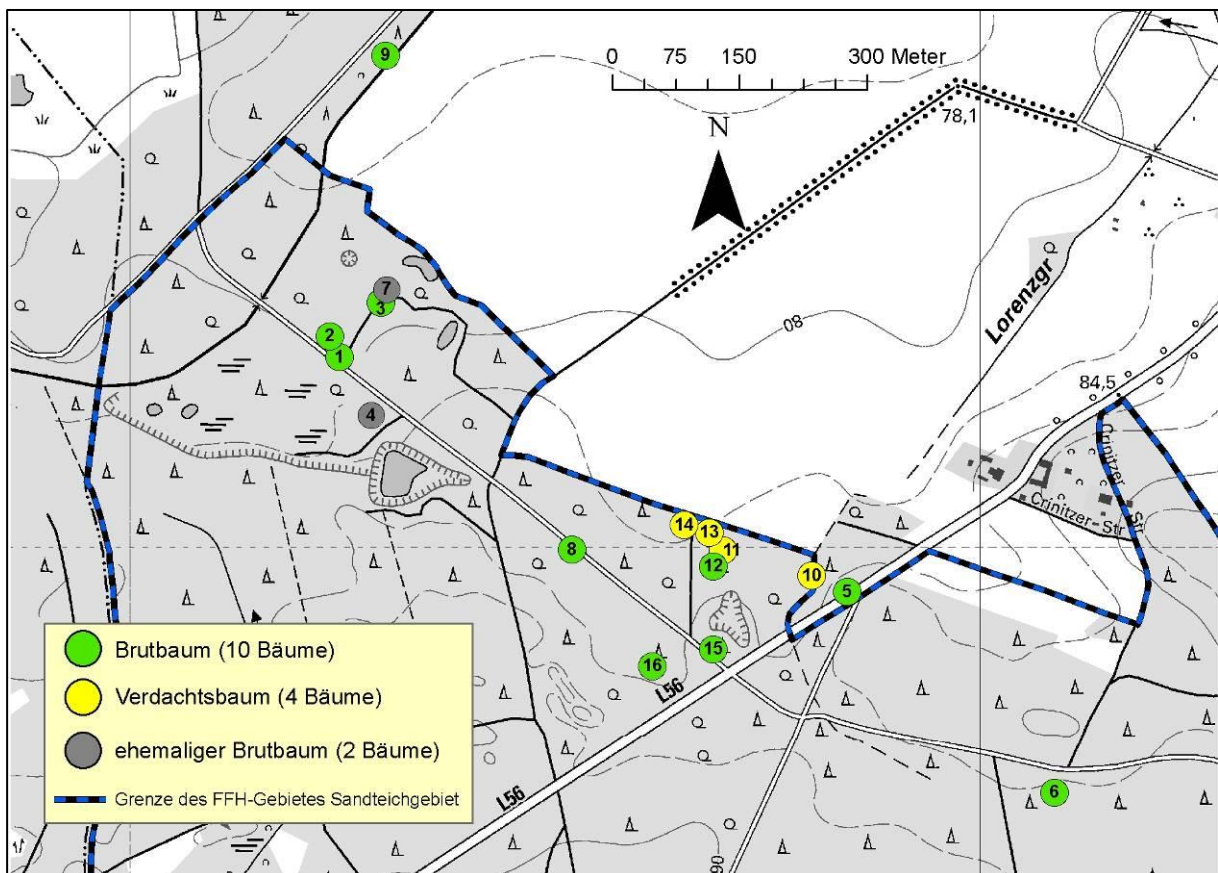 9
0 75 150 300 Meter
N
78,1
Lorenzgr
80
7
3
2
1
4
84,5
Crinitzer Str
Crinitzer-Str
14
13
11
12
10
8
5
15
16
L56
L56
6
90
Brutbaum (10 Bäume)
Verdachtsbaum (4 Bäume)
ehemaliger Brutbaum (2 Bäume)
Grenze des FFH-Gebietes Sandteichgebiet